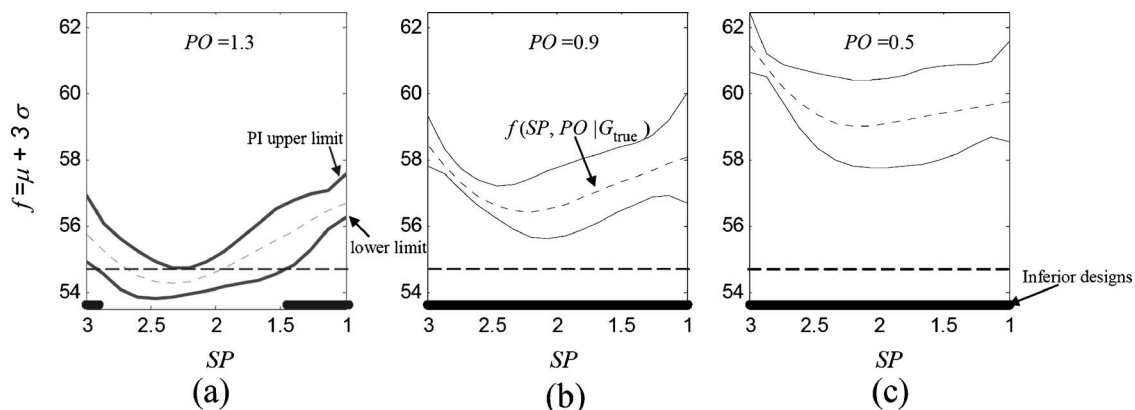 62
60
58
56
54
f=μ + 3 σ
PO =1.3
PI upper limit
lower limit
3 2.5 2 1.5 1
SP
(a)
62
60
58
56
54
PO =0.9
f (SP, PO |G true )
3 2.5 2 1.5 1
SP
(b)
62
60
58
56
54
PO =0.5
Inferior designs
3 2.5 2 1.5 1
SP
(c)